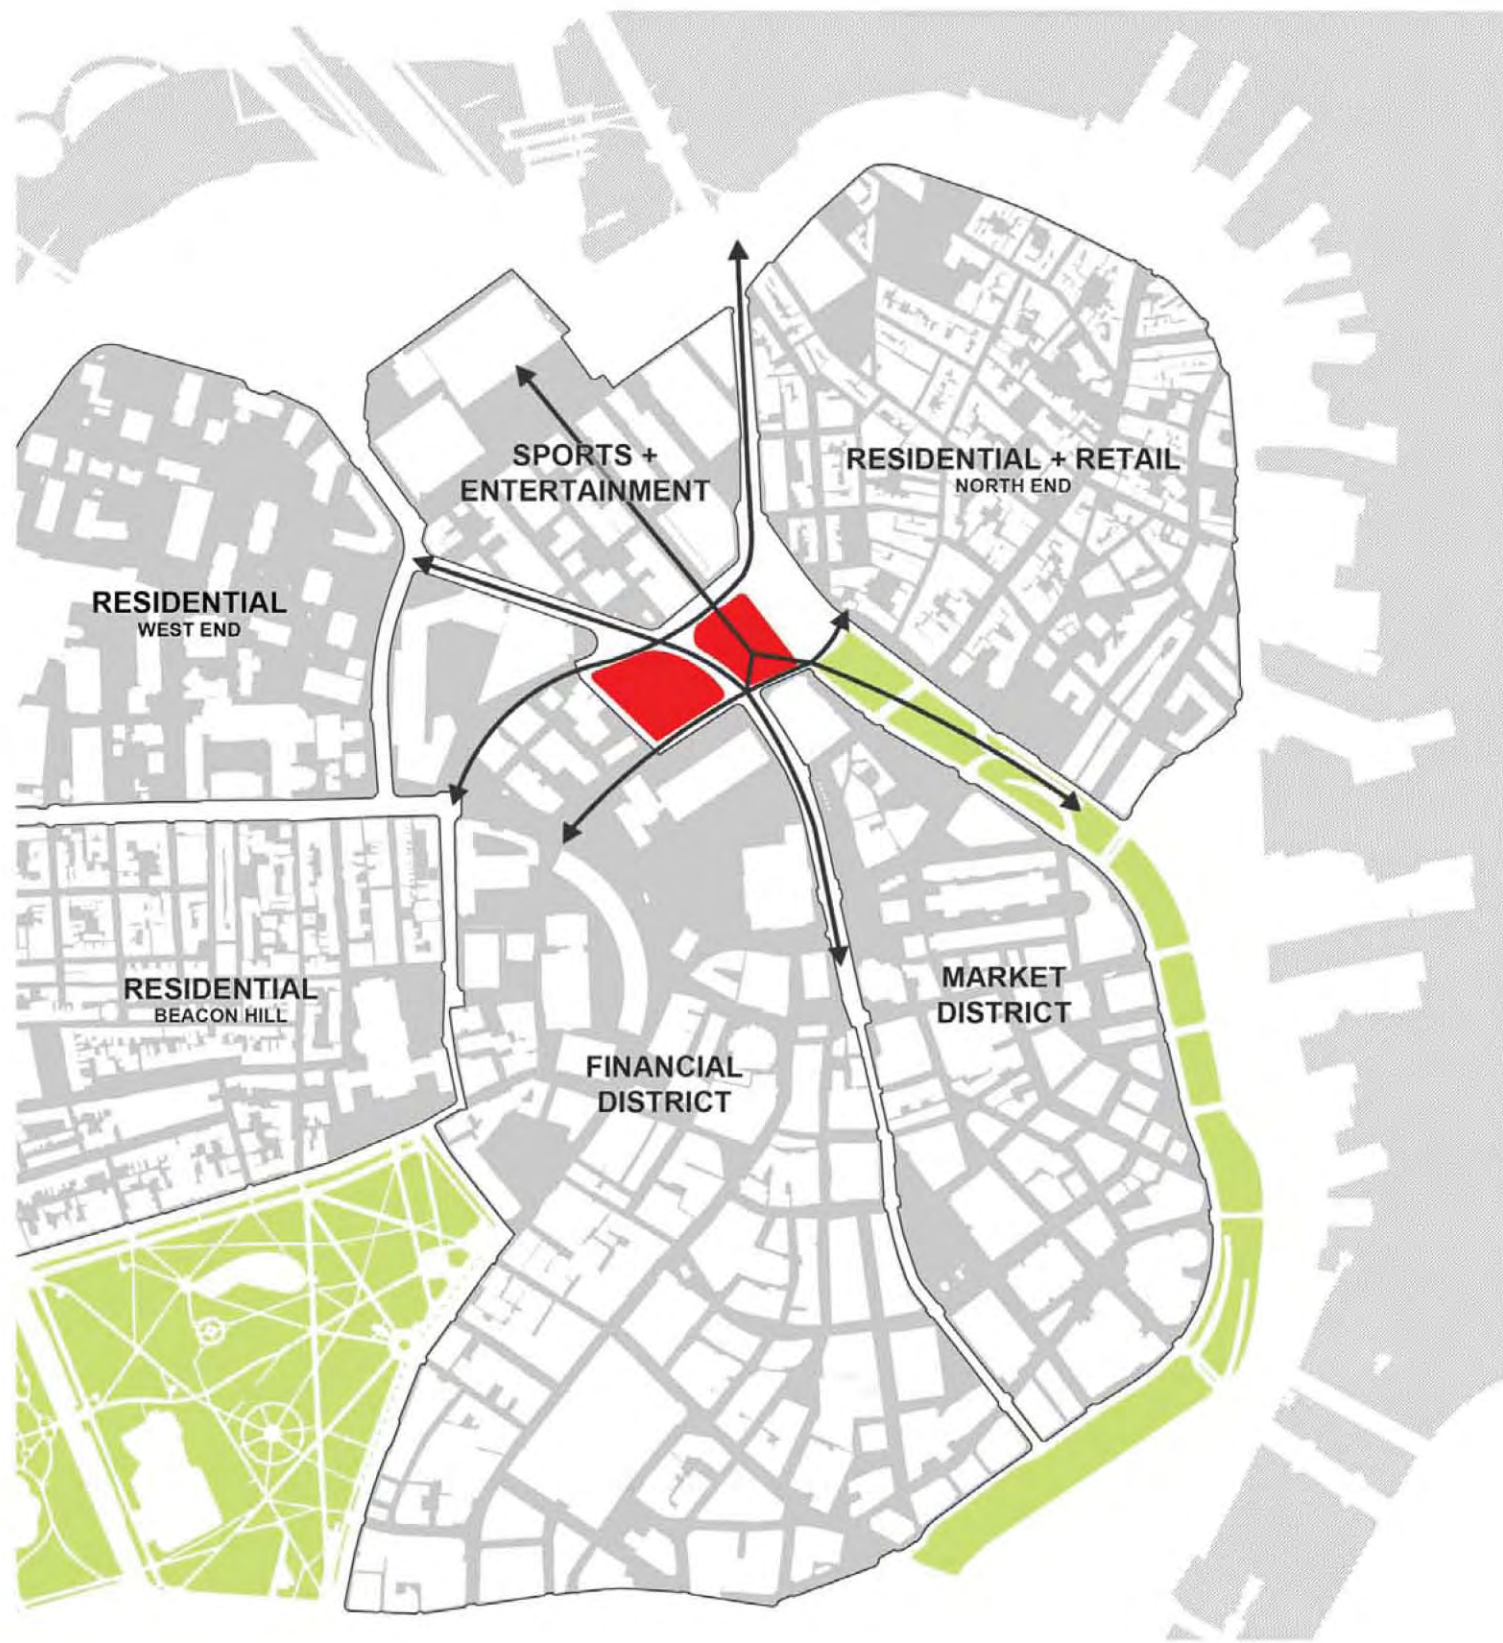 SPORTS +
ENTERTAINMENT
RESIDENTIAL + RETAIL
NORTH END
RESIDENTIAL
WEST END
RESIDENTIAL
BEACON HILL
MARKET
DISTRICT
FINANCIAL
DISTRICT